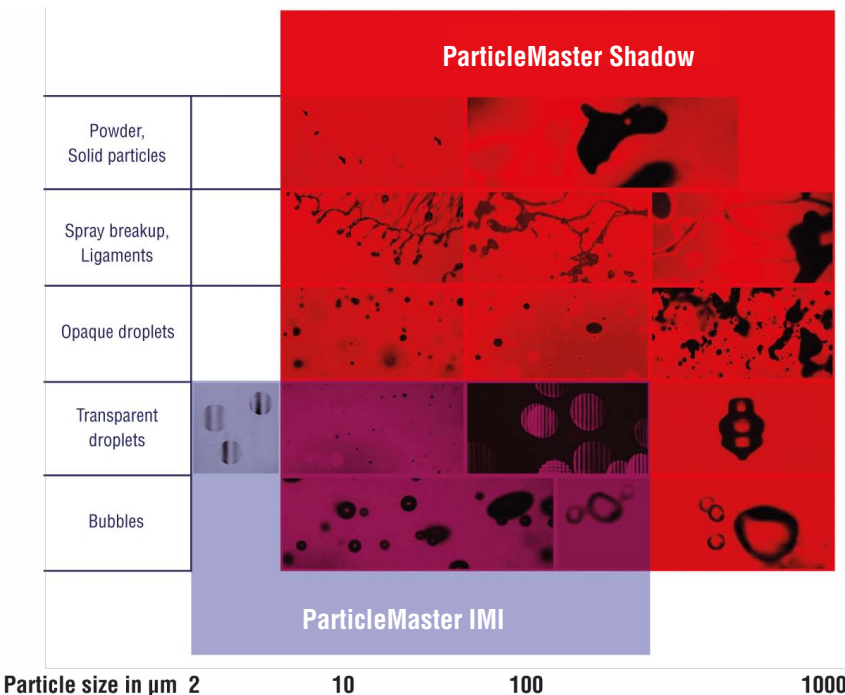 ParticleMaster Shadow
Powder,
Solid particles
Spray breakup,
Ligaments
Opaque droplets
Transparent
droplets
Bubbles
ParticleMaster IMI
Particle size in µm 2 10 100 1000